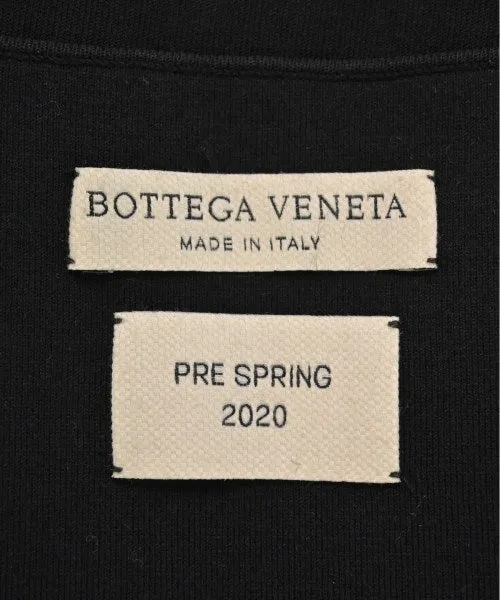 BOTTEGA VENETA
MADE IN ITALY
PRE SPRING
2020